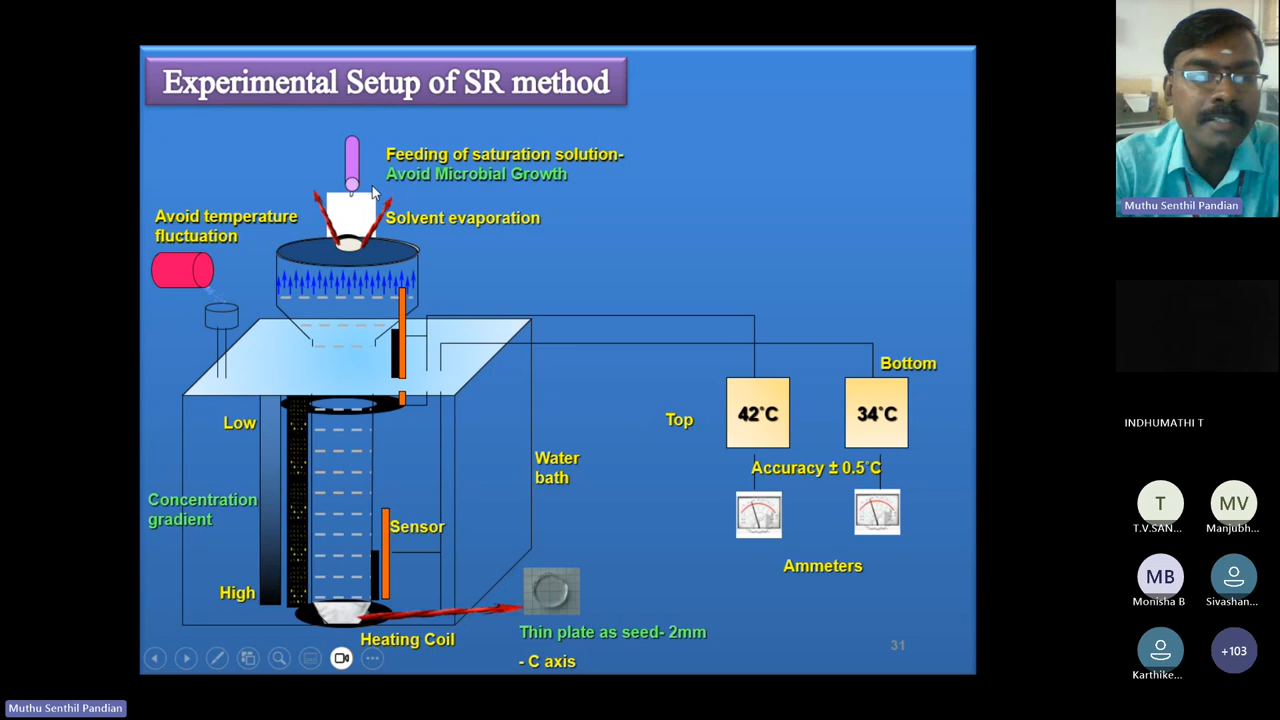 Experimental Setup of SR method
Feeding of saturation solution-
Avoid Microbial Growth
Avoid temperature
fluctuation
Solvent evaporation
Bottom
Top
42°C
34°C
Low
Accuracy ± 0.5°C
Water
bath
Concentration
gradient
Sensor
Ammeters
High
Heating Coil
Thin plate as seed- 2mm
- C axis
31
Muthu Senthil Pandian
INDHUMATHI T
T
MV
T.V.SAN...
Manjubh...
MB
Monisha B
Sivashan...
+103
Karthike...
Muthu Senthil Pandian